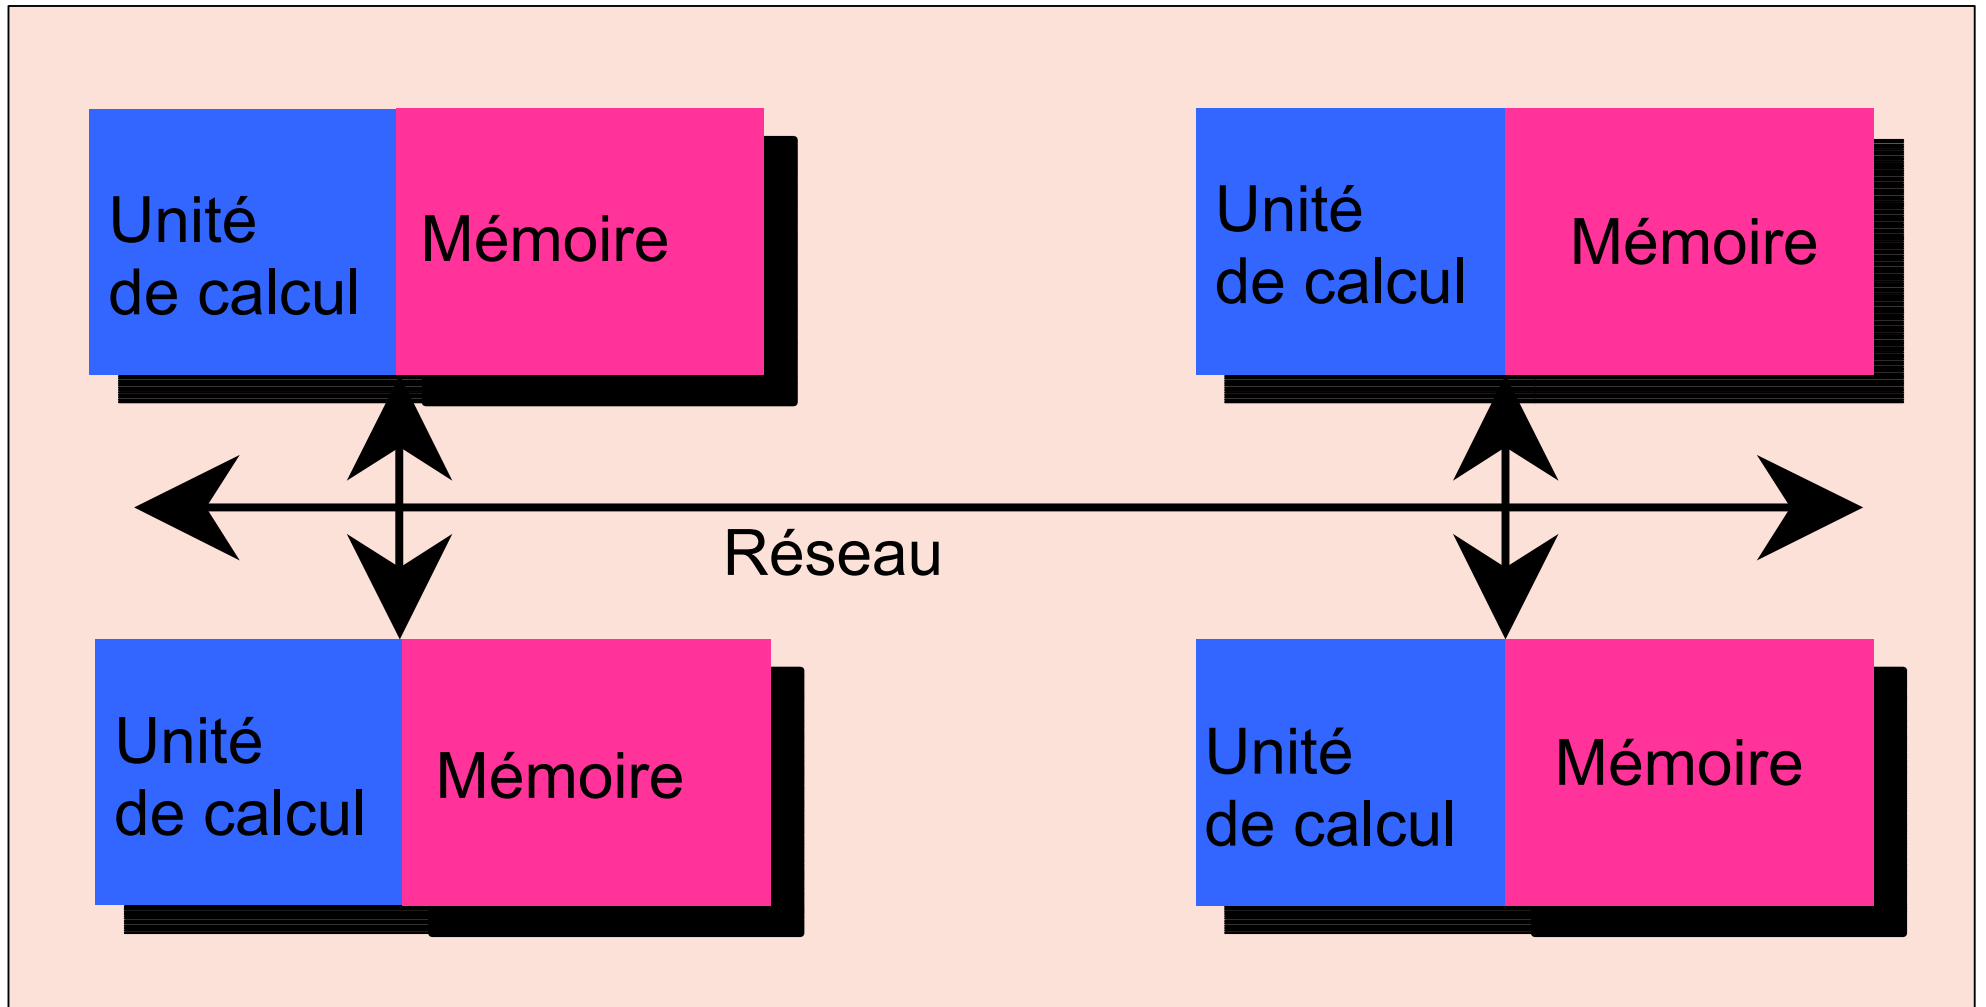 Unité
de calcul
Mémoire
Unité
de calcul
Mémoire
Réseau
Unité
de calcul
Mémoire
Unité
de calcul
Mémoire